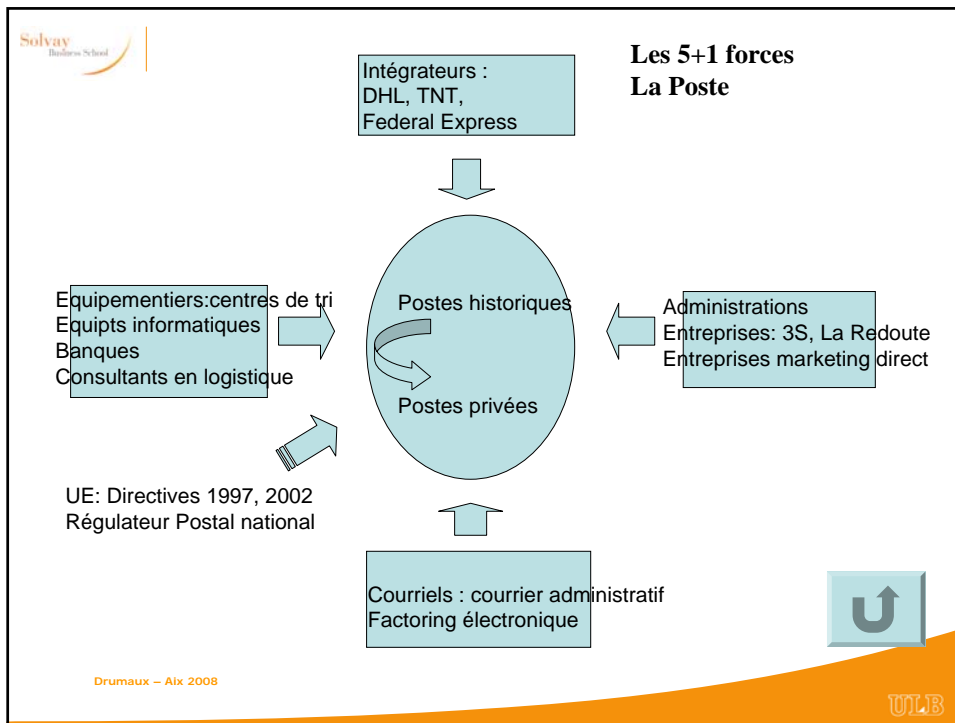 Solvay
Business School
Les 5+1 forces
La Poste
Intégrateurs :
DHL, TNT,
Federal Express
Equipementiers:centres de tri
Equipts informatiques
Banques
Consultants en logistique
Postes historiques
Postes privées
Administrations
Entreprises: 3S, La Redoute
Entreprises marketing direct
UE: Directives 1997, 2002
Régulateur Postal national
Courriels : courrier administratif
Factoring électronique
Drumaux – Aix 2008
ULB